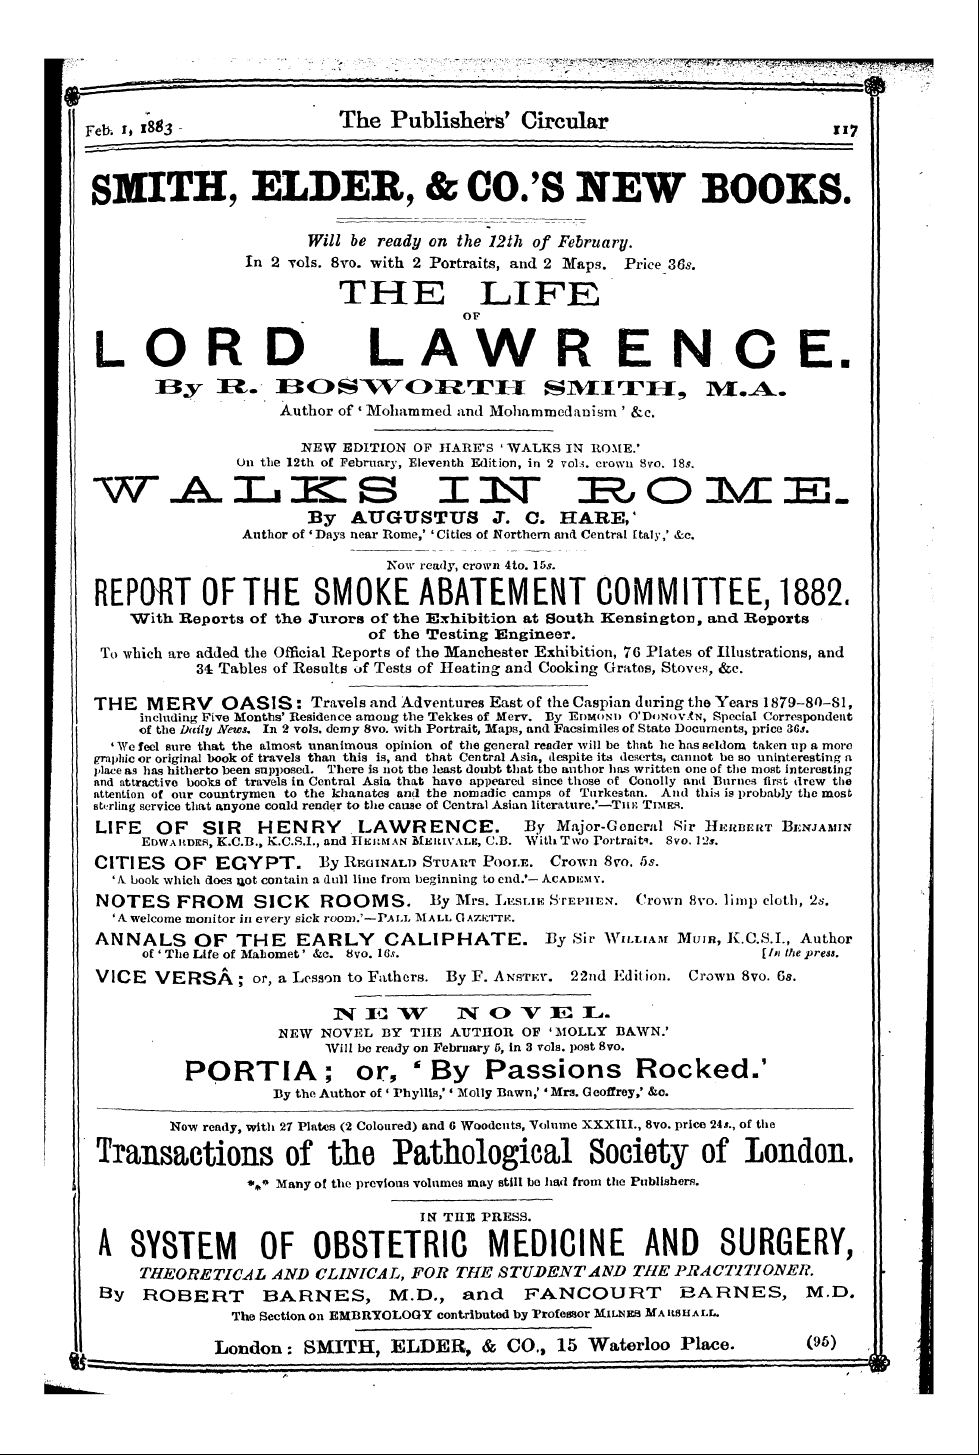 Feb. 1, 1883
The Publishers' Circular
117
SMITH, ELDER, & CO.'S NEW BOOKS.
Will be ready on the 12th of February.
In 2 vols. 8vo. with 2 Portraits, and 2 Maps. Price 36s.
THE LIFE
OF
LORD LAWRENCE.
By R. BOSWORTH SMITH, M.A.
Author of ‘Mohammed and Mohammedanism’ &c.
NEW EDITION OF HARE'S ‘WALKS IN ROME.’
On the 12th of February, Eleventh Edition, in 2 vols. crown 8vo. 18s.
WALKS IN ROME.
By AUGUSTUS J. C. HARE,
Author of ‘Days near Rome,’ ‘Cities of Northern and Central Italy,’ &c.
Now ready, crown 4to. 15s.
REPORT OF THE SMOKE ABATEMENT COMMITTEE, 1882.
With Reports of the Jurors of the Exhibition at South Kensington, and Reports
of the Testing Engineer.
To which are added the Official Reports of the Manchester Exhibition, 76 Plates of Illustrations, and
34 Tables of Results of Tests of Heating and Cooking Grates, Stoves, &c.
THE MERV OASIS: Travels and Adventures East of the Caspian during the Years 1879-80-81,
including Five Months' Residence among the Tekkes of Merv. By EDMOND O'DONOVAN, Special Correspondent
of the Daily News. In 2 vols. demy 8vo. with Portrait, Maps, and Facsimiles of State Documents, price 36s.
‘We feel sure that the almost unanimous opinion of the general reader will be that he has seldom taken up a more
graphic or original book of travels than this is, and that Central Asia, despite its deserts, cannot be so uninteresting a
place as has hitherto been supposed. There is not the least doubt that the author has written one of the most interesting
and attractive books of travels in Central Asia that have appeared since those of Conolly and Burnes first drew the
attention of our countrymen to the khanates and the nomadic camps of Turkestan. And this is probably the most
sterling service that anyone could render to the cause of Central Asian literature.’—THE TIMES.
LIFE OF SIR HENRY LAWRENCE. By Major-General Sir HERBERT BENJAMIN
EDWARDES, K.C.B., K.C.S.I., and HERMAN MERIVALE, C.B. With Two Portraits. 8vo. 12s.
CITIES OF EGYPT. By REGINALD STUART POOLE. Crown 8vo. 5s.
‘A book which does not contain a dull line from beginning to end.’—ACADEMY.
NOTES FROM SICK ROOMS. By Mrs. LESLIE STEPHEN. Crown 8vo. limp cloth, 2s.
‘A welcome monitor in every sick room.’—PALL MALL GAZETTE.
ANNALS OF THE EARLY CALIPHATE. By Sir WILLIAM MUIR, K.C.S.I., Author
of ‘The Life of Mahomet’ &c. 8vo. 16s. [In the press.
VICE VERSÂ; or, a Lesson to Fathers. By F. ANSTEY. 22nd Edition. Crown 8vo. 6s.
NEW NOVEL.
NEW NOVEL BY THE AUTHOR OF ‘MOLLY BAWN.’
Will be ready on February 5, in 3 vols. post 8vo.
PORTIA; or, ‘By Passions Rocked.’
By the Author of ‘Phyllis,’ ‘Molly Bawn,’ ‘Mrs. Geoffrey,’ &c.
Now ready, with 27 Plates (2 Coloured) and 6 Woodcuts, Volume XXXIII., 8vo. price 24s., of the
Transactions of the Pathological Society of London.
*** Many of the previous volumes may still be had from the Publishers.
IN THE PRESS.
A SYSTEM OF OBSTETRIC MEDICINE AND SURGERY,
THEORETICAL AND CLINICAL, FOR THE STUDENT AND THE PRACTITIONER.
By ROBERT BARNES, M.D., and FANCOURT BARNES, M.D.
The Section on EMBRYOLOGY contributed by Professor MILNES MARSHALL.
London: SMITH, ELDER, & CO., 15 Waterloo Place. (95)